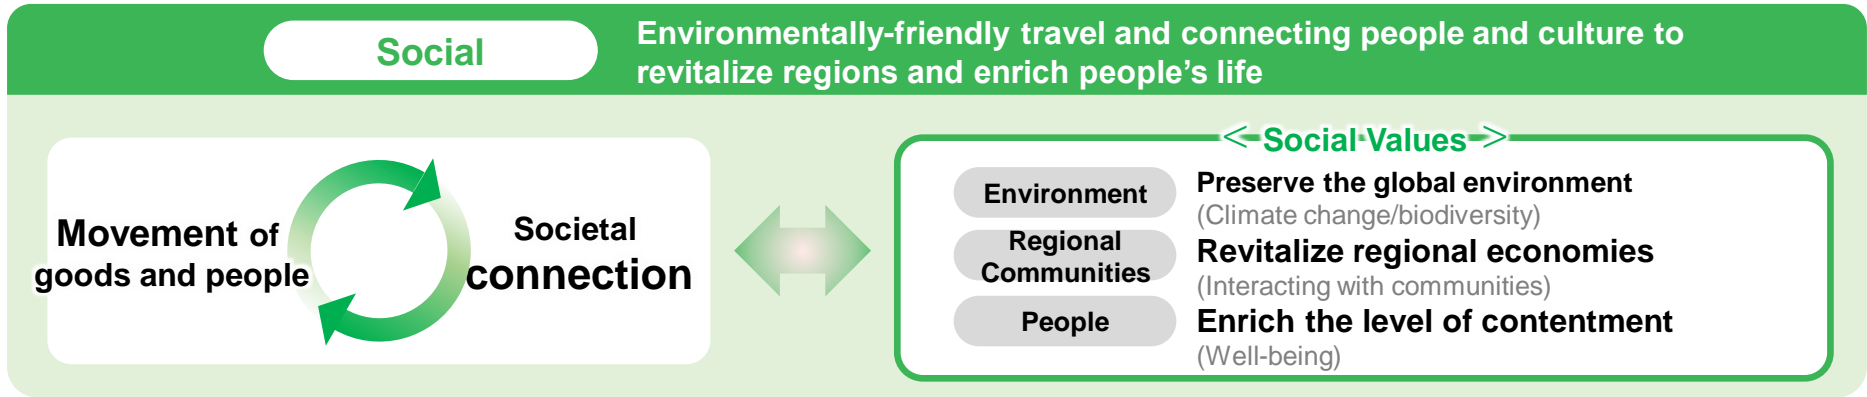 Social
Environmentally-friendly travel and connecting people and culture to
revitalize regions and enrich people's life
Movement of
goods and people
Societal
connection
＜ Social Values ＞
Environment
Preserve the global environment
(Climate change/biodiversity)
Regional
Communities
Revitalize regional economies
(Interacting with communities)
People
Enrich the level of contentment
(Well-being)